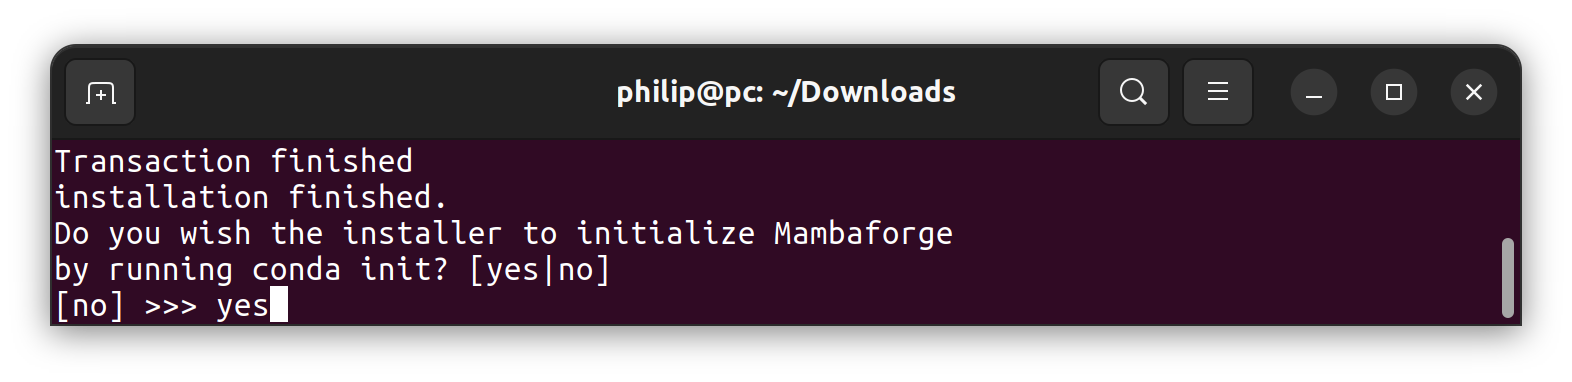 philip@pc: ~/Downloads
Transaction finished
installation finished.
Do you wish the installer to initialize Mambaforge
by running conda init? [yes|no]
[no] >>> yes